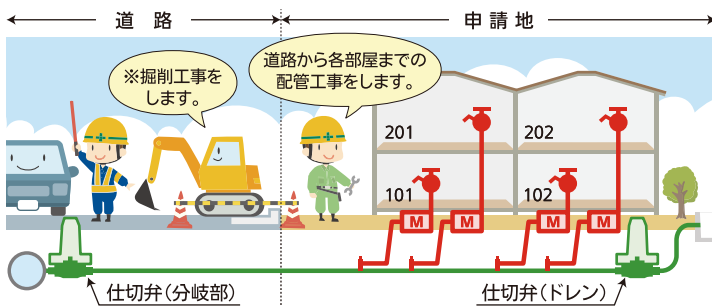 道路
申請地
※掘削工事を
します。
道路から各部屋までの
配管工事をします。
201
202
101
102
M
M
M
M
仕切弁（分岐部）
仕切弁（ドレン）